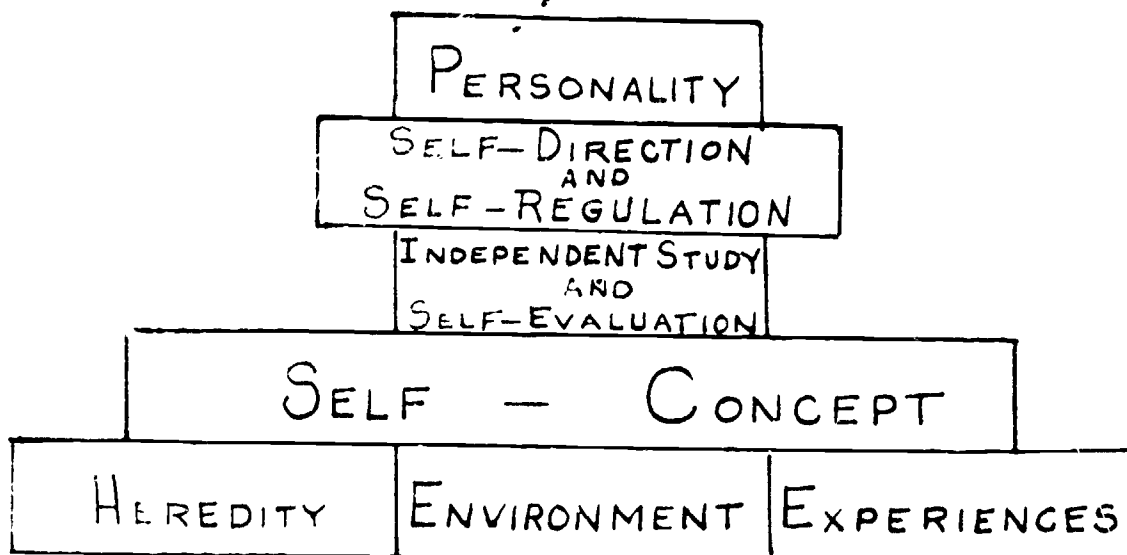 PERSONALITY
SELF-DIRECTION
AND
SELF-REGULATION
INDEPENDENT STUDY
AND
SELF-EVALUATION
SELF - CONCEPT
HEREDITY ENVIRONMENT EXPERIENCES